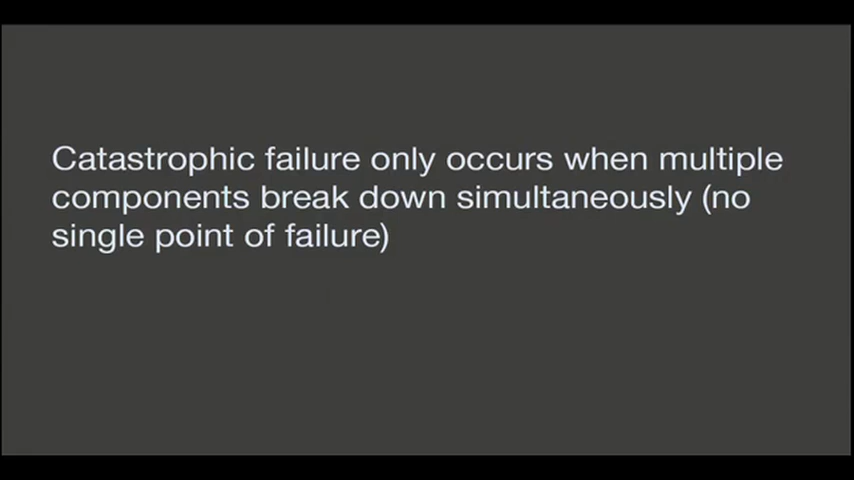 Catastrophic failure only occurs when multiple
components break down simultaneously (no
single point of failure)